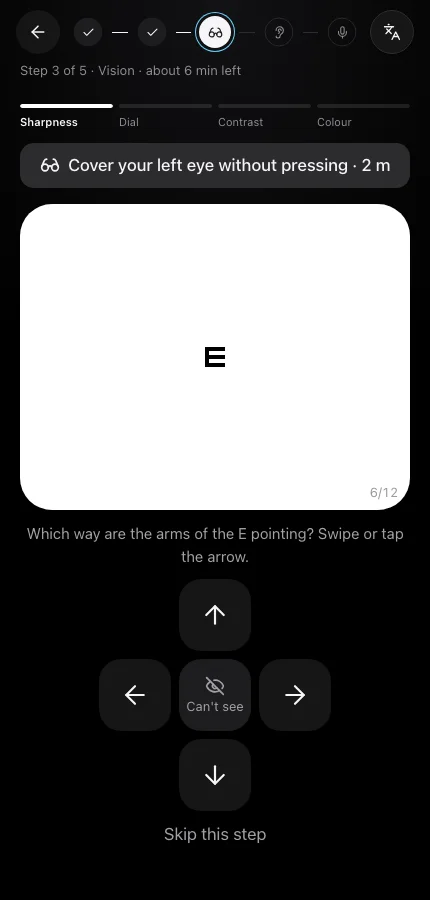 Step 3 of 5 · Vision · about 6 min left
Sharpness
Dial
Contrast
Colour
Cover your left eye without pressing · 2 m
E
6/12
Which way are the arms of the E pointing? Swipe or tap
the arrow.
Can't see
Skip this step